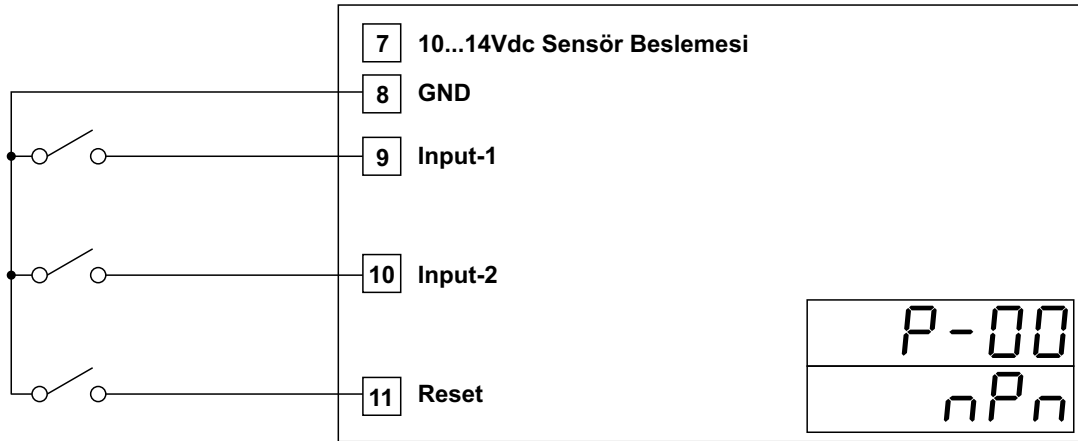 7 10...14Vdc Sensör Beslemesi
8 GND
9 Input-1
10 Input-2
11 Reset
P-00
nPn